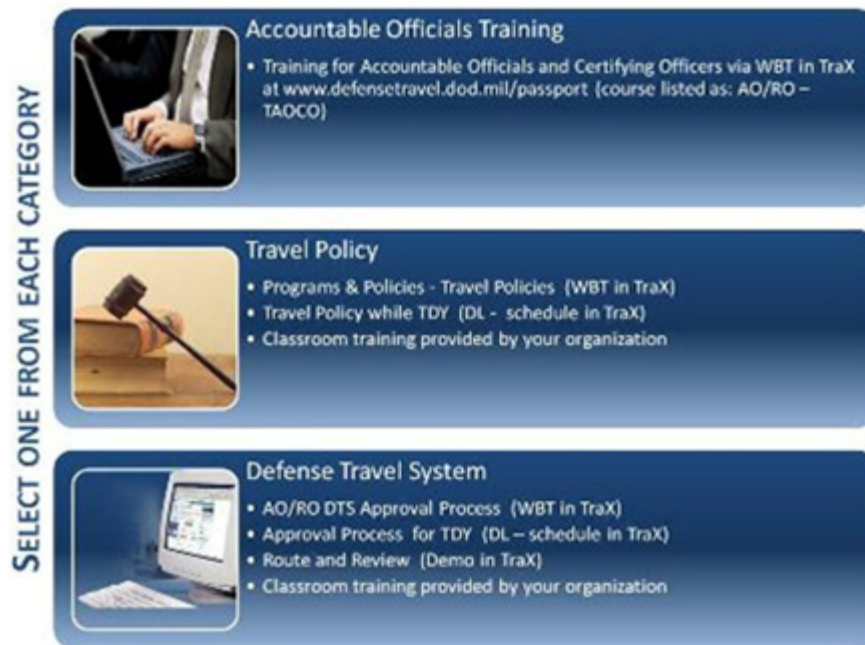 SELECT ONE FROM EACH CATEGORY
Accountable Officials Training
• Training for Accountable Officials and Certifying Officers via WBT in TraX
at www.defensetravel.dod.mil/passport (course listed as: AO/RO –
TAOCO)
Travel Policy
• Programs & Policies - Travel Policies (WBT in TraX)
• Travel Policy while TDY (DL - schedule in TraX)
• Classroom training provided by your organization
Defense Travel System
• AO/RO DTS Approval Process (WBT in TraX)
• Approval Process for TDY (DL – schedule in TraX)
• Route and Review (Demo in TraX)
• Classroom training provided by your organization